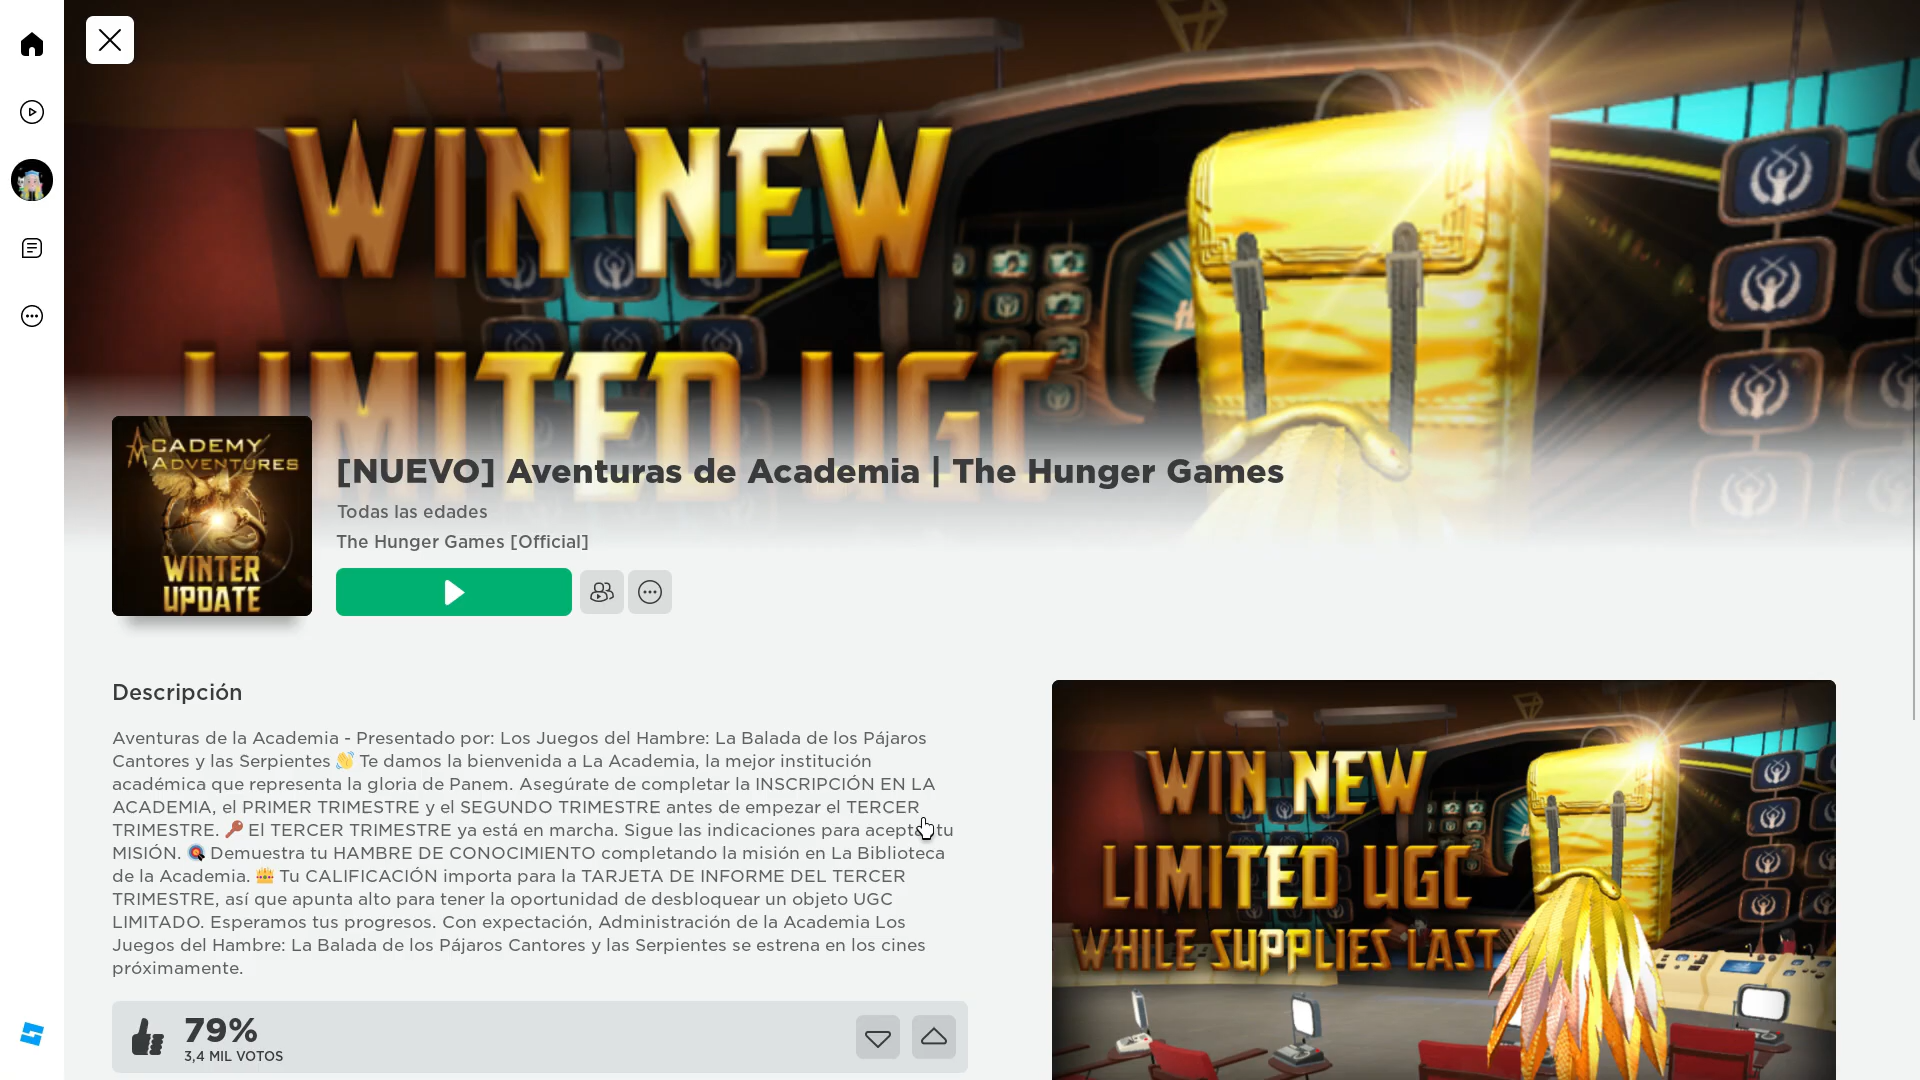 WIN NEW
LIMITED UGC
ACADEMY
ADVENTURES
WINTER
UPDATE
[NUEVO] Aventuras de Academia | The Hunger Games
Todas las edades
The Hunger Games [Official]
Descripción
Aventuras de la Academia - Presentado por: Los Juegos del Hambre: La Balada de los Pájaros
Cantores y las Serpientes 👋 Te damos la bienvenida a La Academia, la mejor institución
académica que representa la gloria de Panem. Asegúrate de completar la INSCRIPCIÓN EN LA
ACADEMIA, el PRIMER TRIMESTRE y el SEGUNDO TRIMESTRE antes de empezar el TERCER
TRIMESTRE. 🔎 El TERCER TRIMESTRE ya está en marcha. Sigue las indicaciones para acepta tu
MISIÓN. 🎯 Demuestra tu HAMBRE DE CONOCIMIENTO completando la misión en La Biblioteca
de la Academia. 👑 Tu CALIFICACIÓN importa para la TARJETA DE INFORME DEL TERCER
TRIMESTRE, así que apunta alto para tener la oportunidad de desbloquear un objeto UGC
LIMITADO. Esperamos tus progresos. Con expectación, Administración de la Academia Los
Juegos del Hambre: La Balada de los Pájaros Cantores y las Serpientes se estrena en los cines
próximamente.
79%
3,4 MIL VOTOS
WIN NEW
LIMITED UGC
WHILE SUPPLIES LAST